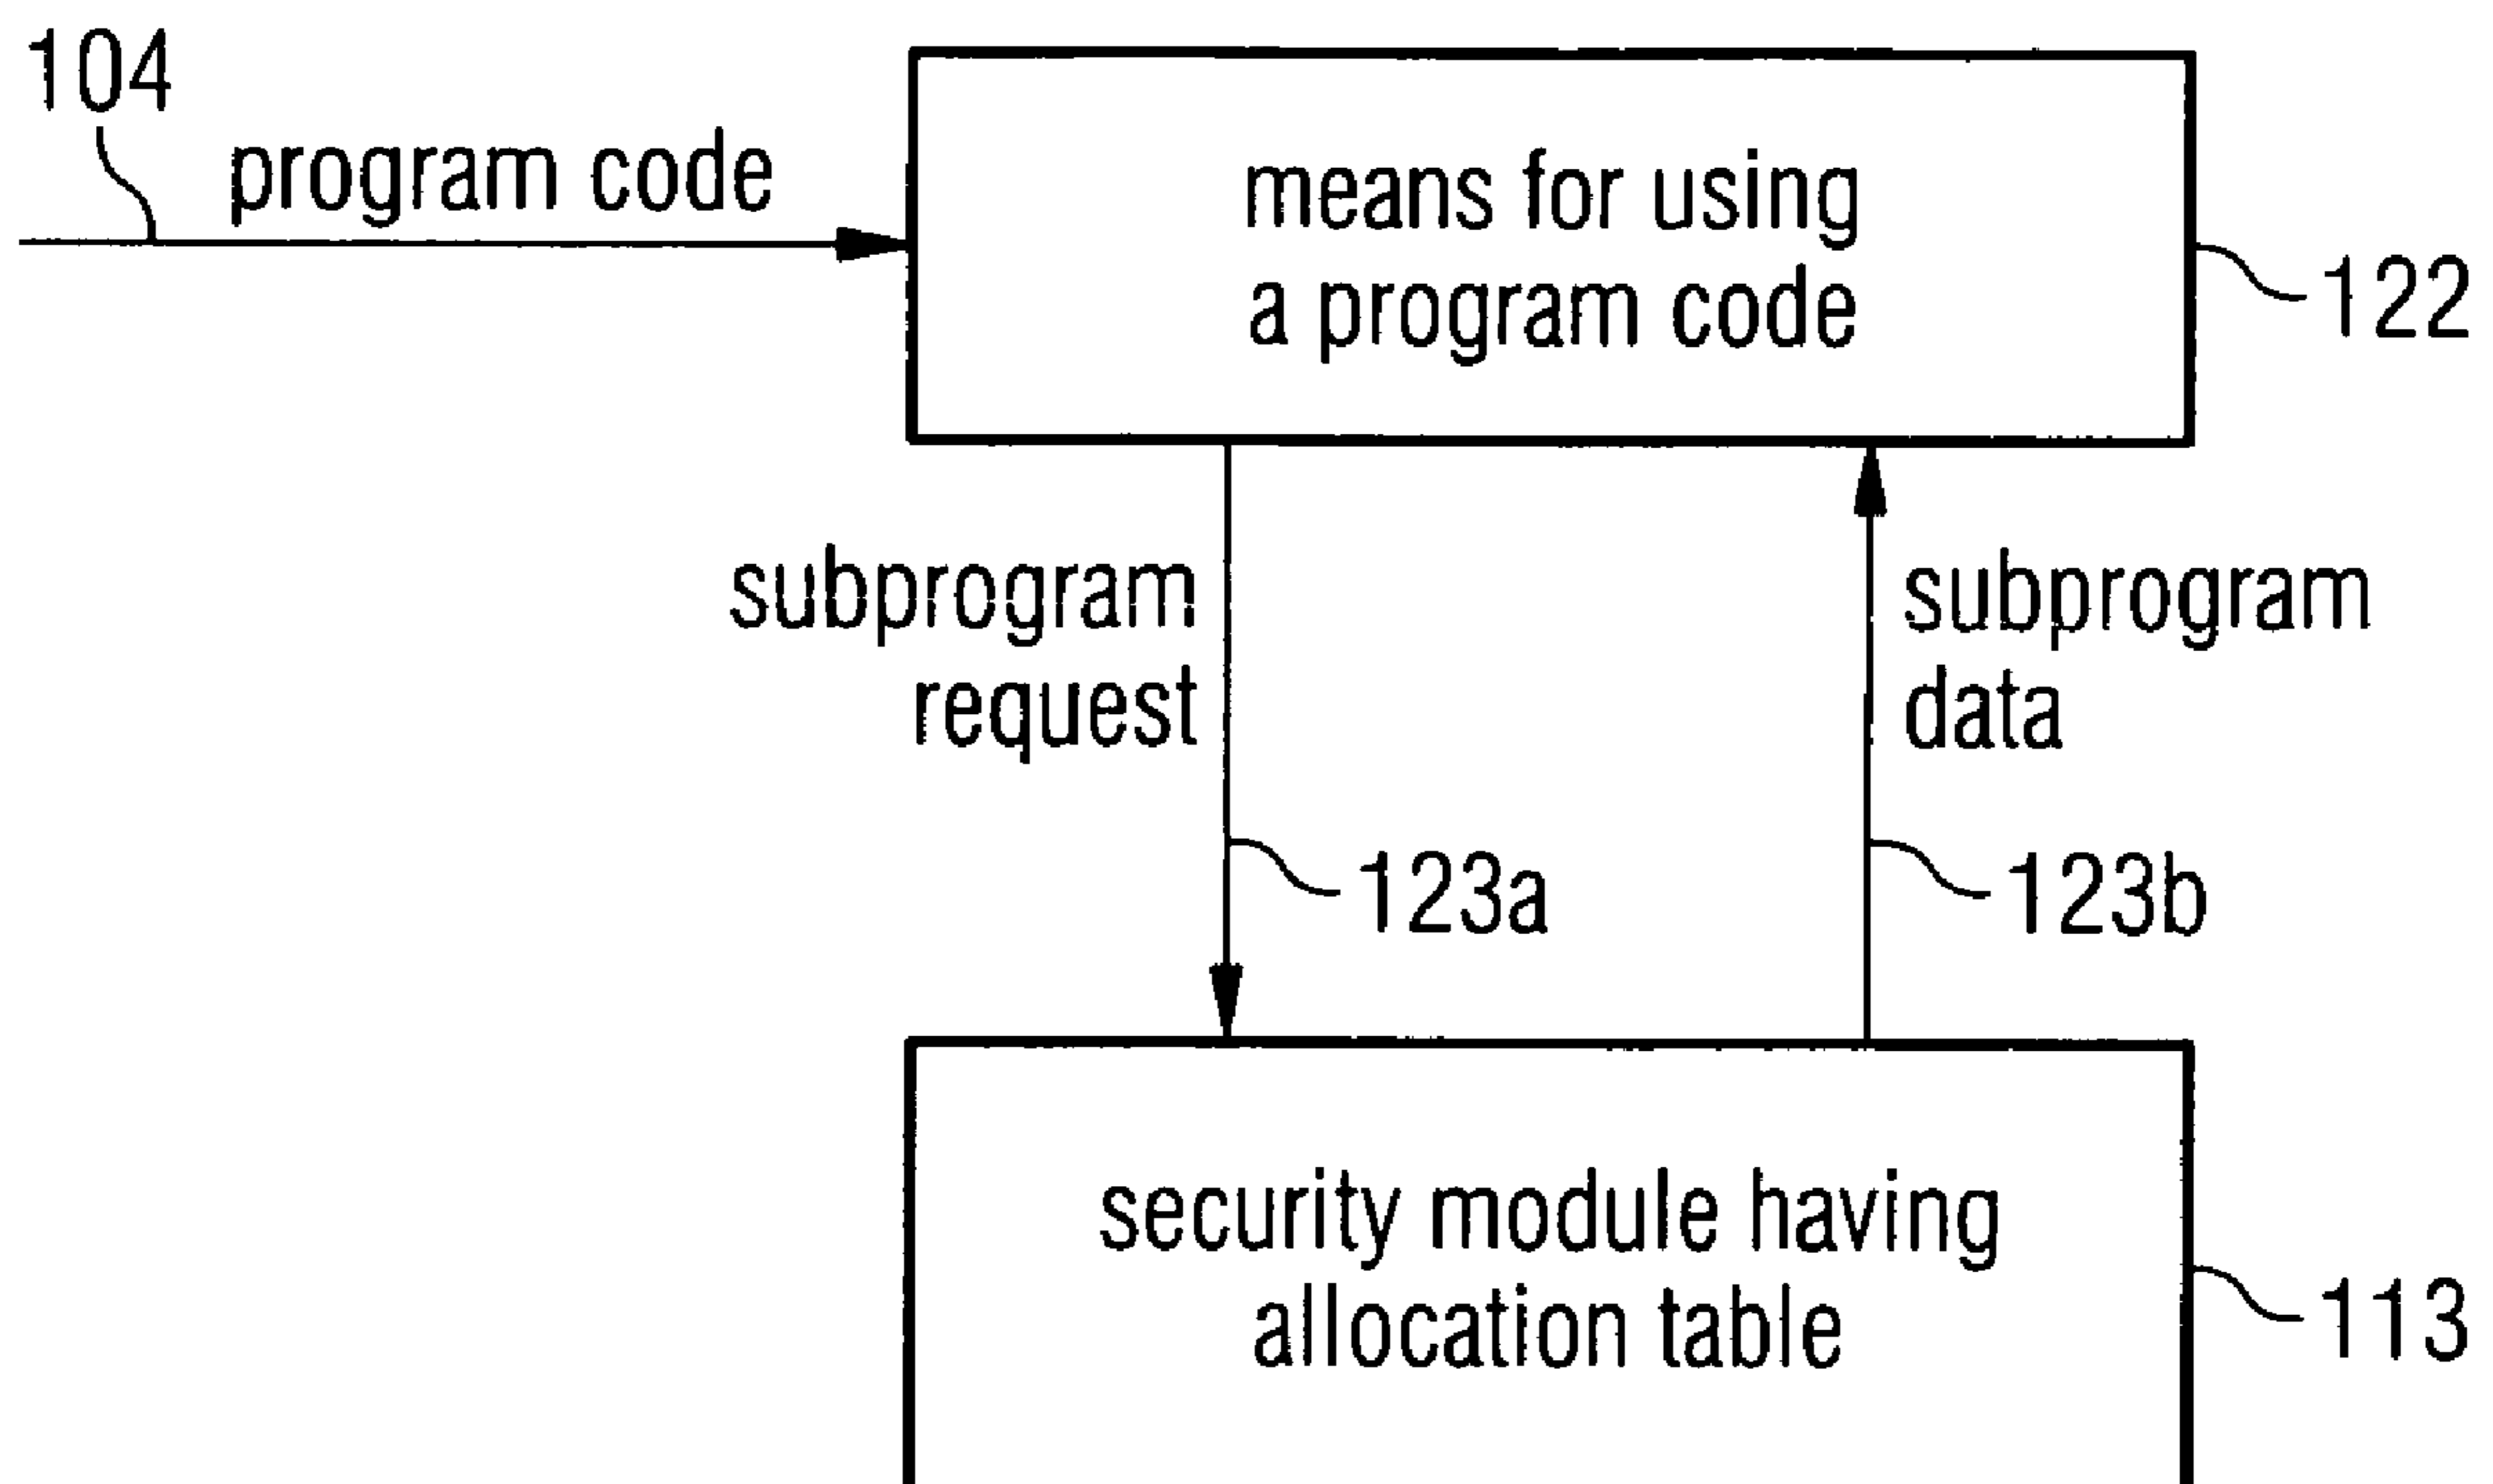 104
program code
means for using
a program code
122
subprogram
request
subprogram
data
123a
123b
security module having
allocation table
113